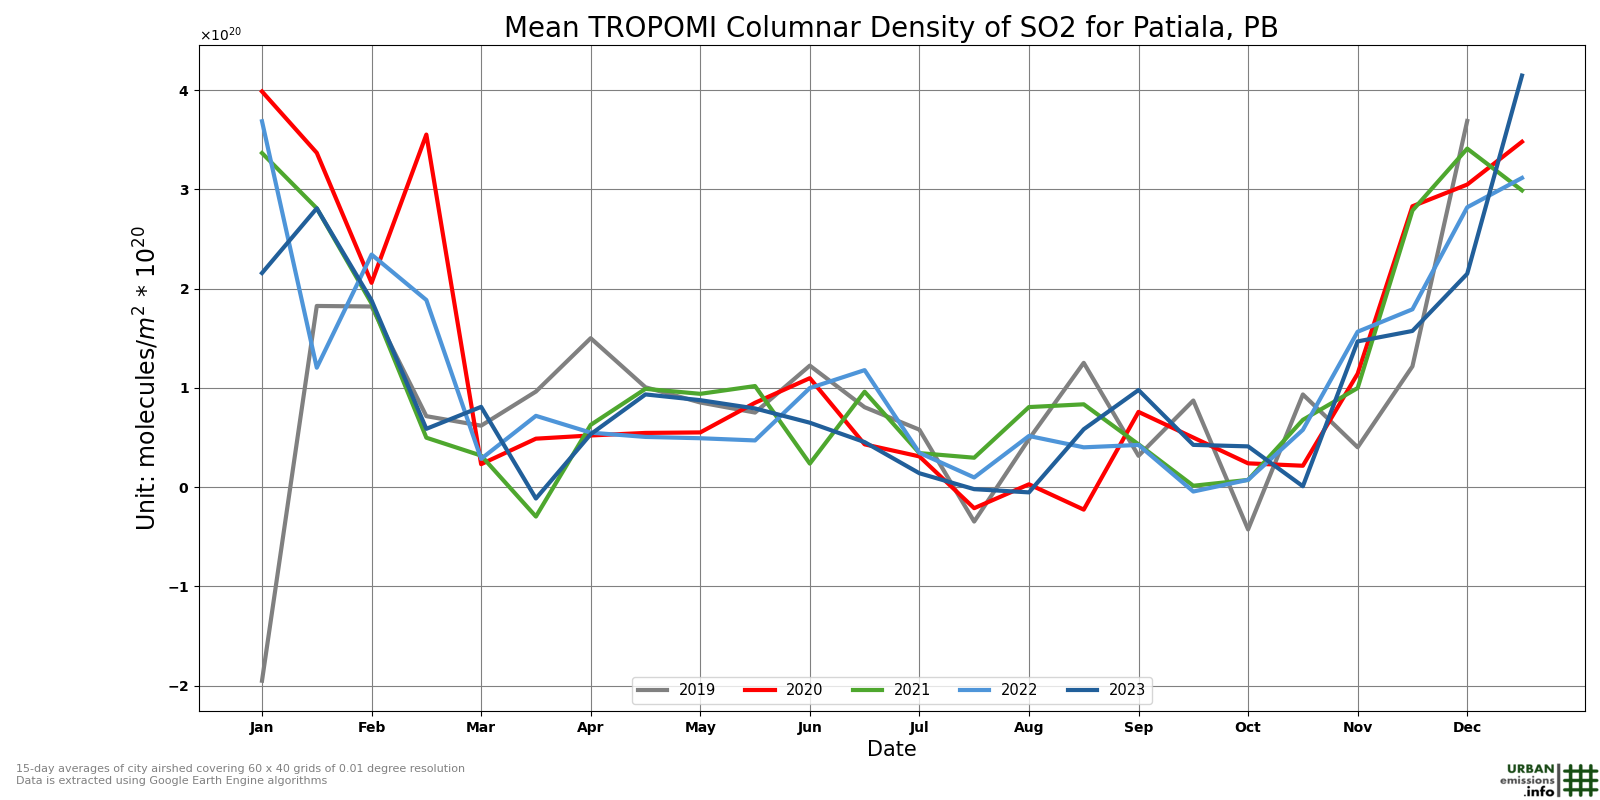 Mean TROPOMI Columnar Density of SO2 for Patiala, PB
×10²⁰
4
3
2
1
0
−1
−2
Unit: molecules/m² * 10²⁰
2019 2020 2021 2022 2023
Jan Feb Mar Apr May Jun Jul Aug Sep Oct Nov Dec
Date
15-day averages of city airshed covering 60 x 40 grids of 0.01 degree resolution
Data is extracted using Google Earth Engine algorithms
URBAN
emissions
.info